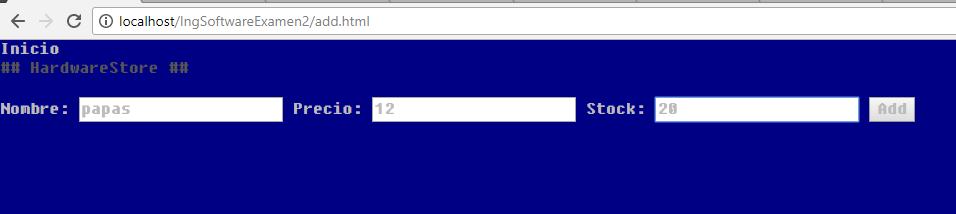 localhost/IngSoftwareExamen2/add.html
Inicio
## HardwareStore ##
Nombre: papas Precio: 12 Stock: 20 Add